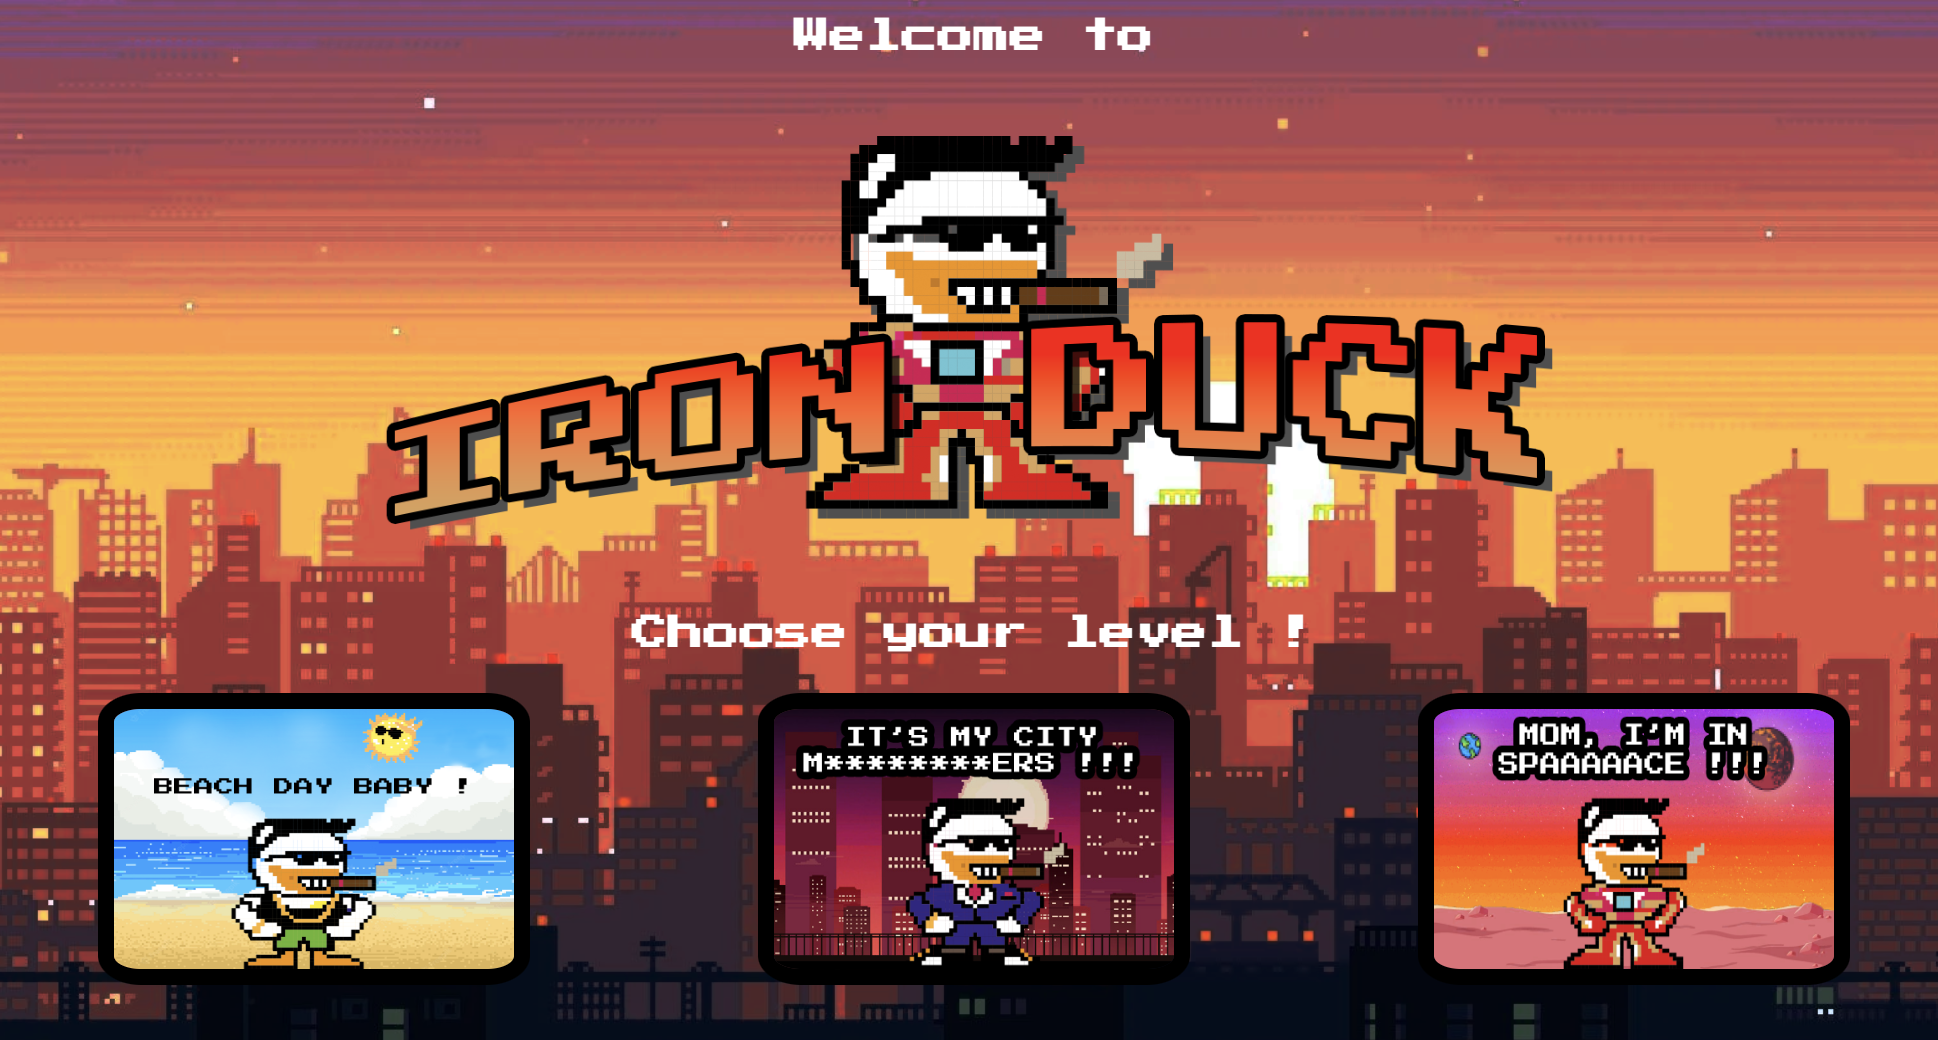 Welcome to
IRON DUCK
Choose your level !
BEACH DAY BABY !
IT'S MY CITY
M********ERS !!!
MOM, I'M IN
SPAAAAACE !!!